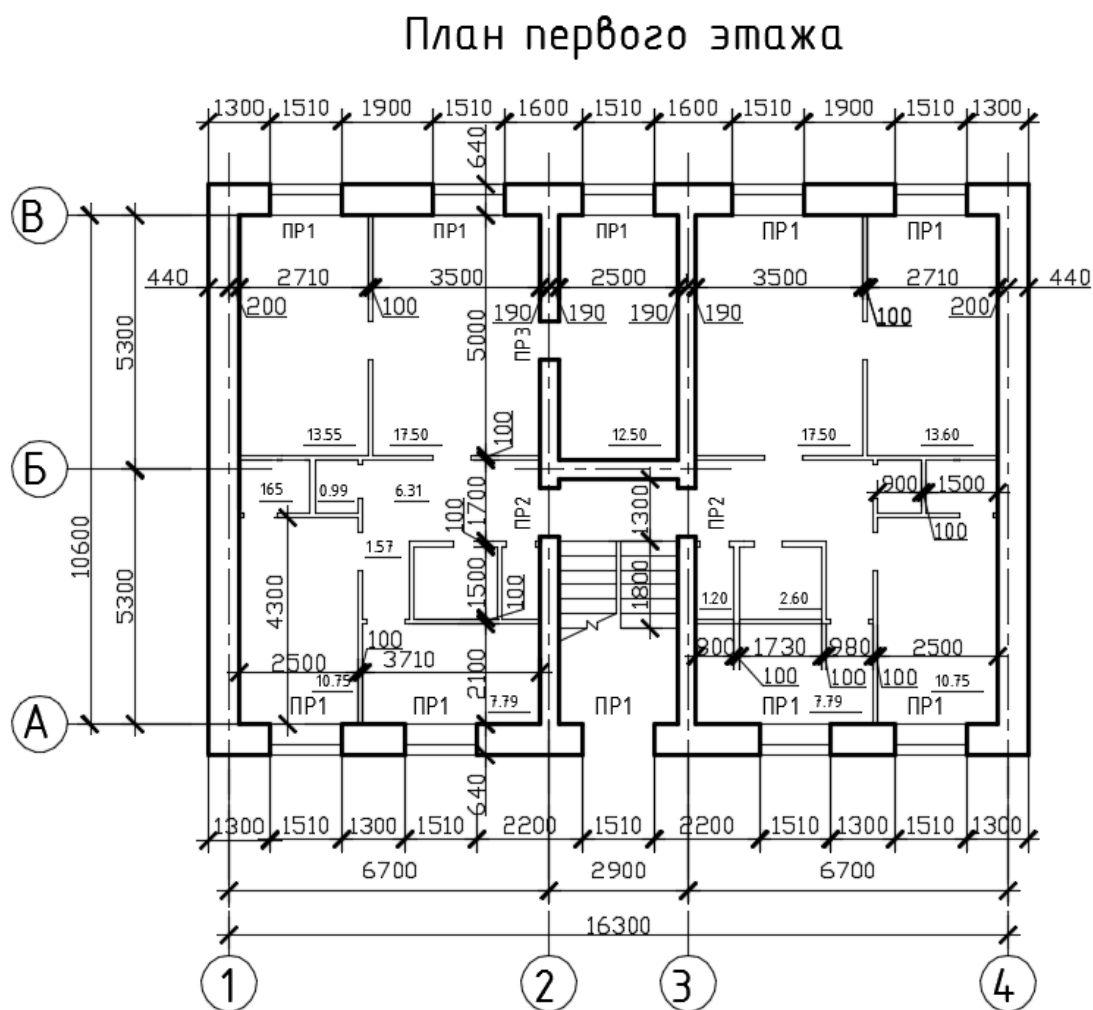 План первого этажа
1300 1510 1900 1510 1600 1510 1600 1510 1900 1510 1300
640
В
ПР1 ПР1 ПР1 ПР1 ПР1
440 2710 3500 2500 3500 2710 440
200 100 190 190 190 190 100 200
5300 5000 ПР3
13.55 17.50 100 12.50 17.50 13.60
Б
165 0.99 6.31 900 1500
1700 ПР2 1300 ПР2 100
10600 100
1.57
5300 4300 1500 100 1800 1.20 2.60
100 800 1730 980 2500
2500 3710 2100 100 100 100
10.75 7.79 7.79 10.75
А
ПР1 ПР1 ПР1 ПР1 ПР1
640
1300 1510 1300 1510 2200 1510 2200 1510 1300 1510 1300
6700 2900 6700
16300
1 2 3 4